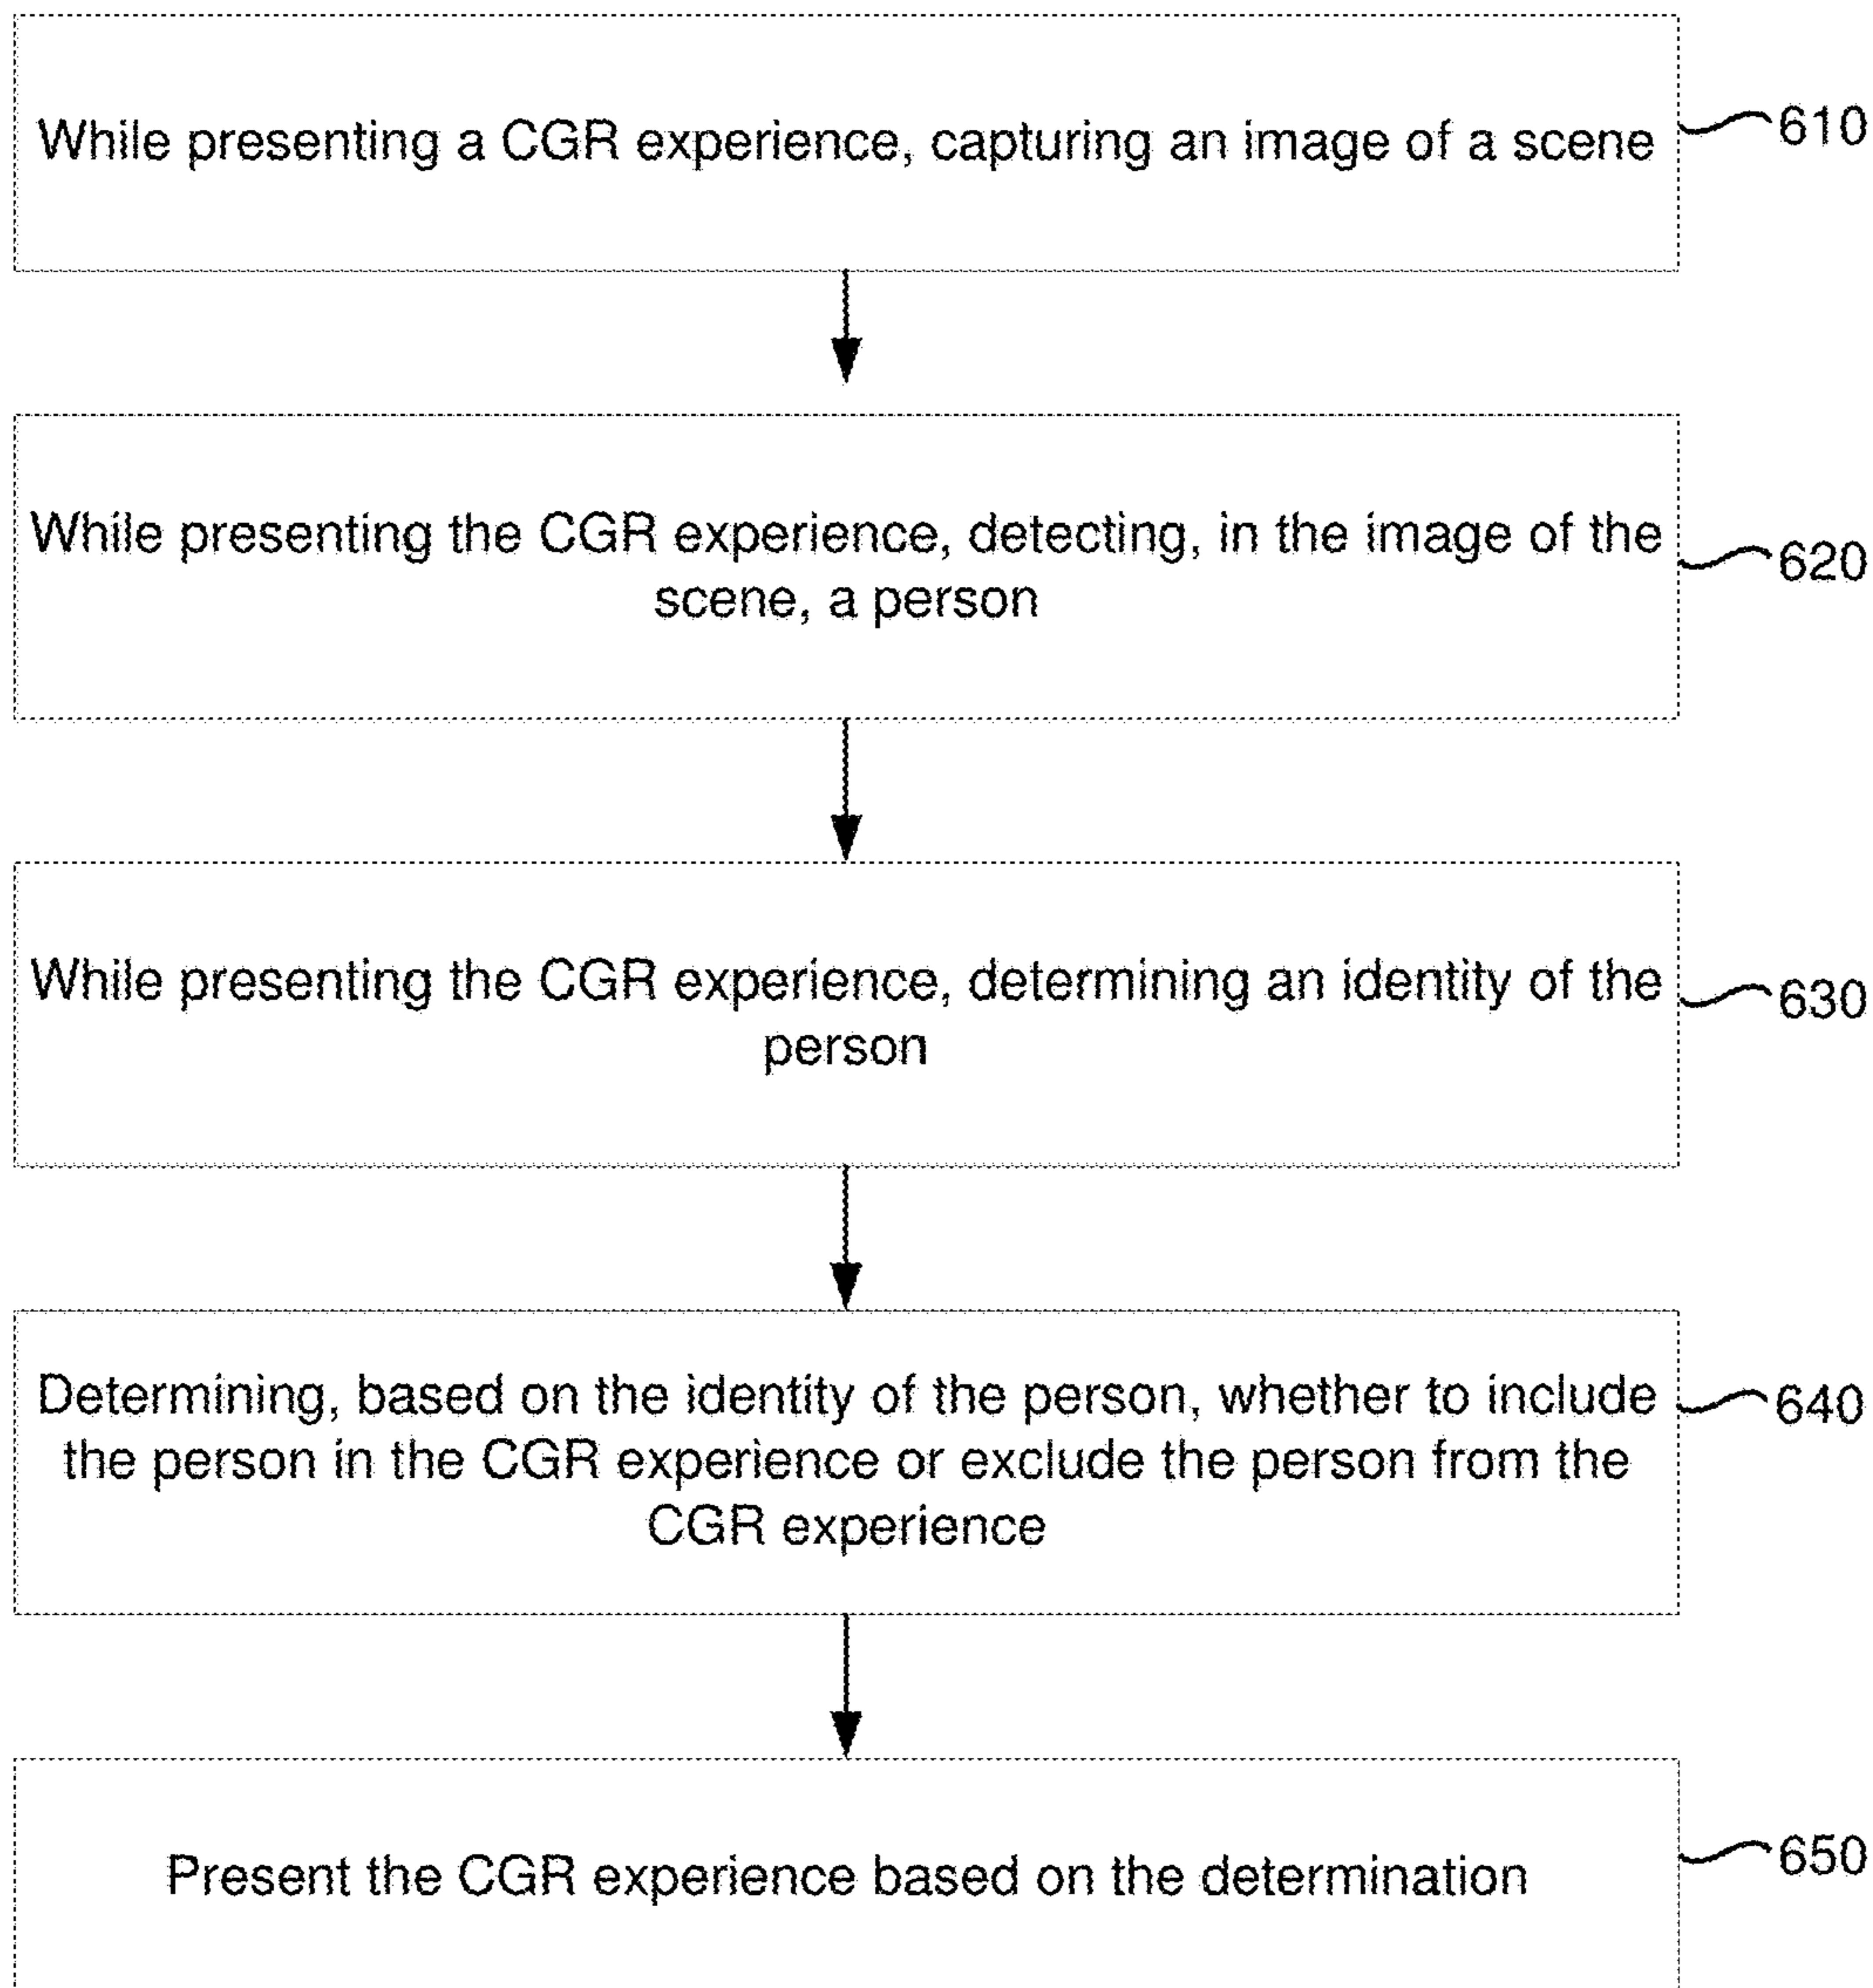 While presenting a CGR experience, capturing an image of a scene
610
While presenting the CGR experience, detecting, in the image of the
scene, a person
620
While presenting the CGR experience, determining an identity of the
person
630
Determining, based on the identity of the person, whether to include
the person in the CGR experience or exclude the person from the
CGR experience
640
Present the CGR experience based on the determination
650